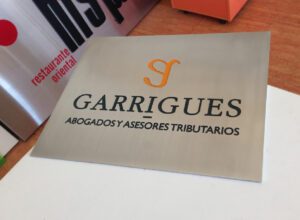 restaurante
oriental
GARRIGUES
ABOGADOS Y ASESORES TRIBUTARIOS